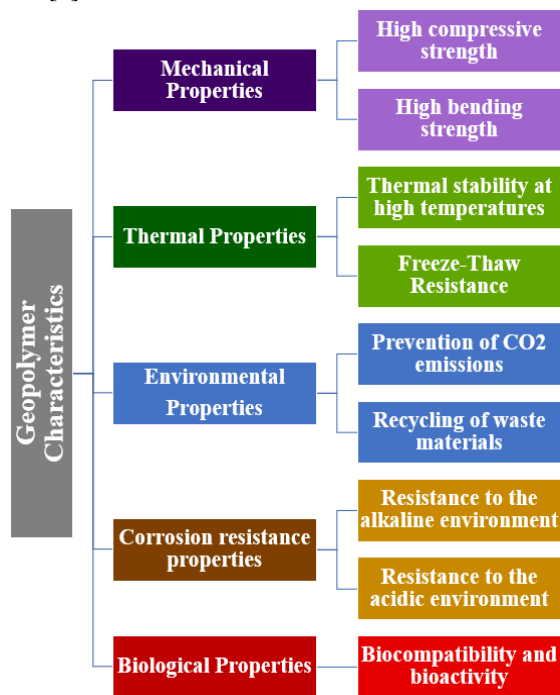 Geopolymer
Characteristics
Mechanical
Properties
High compressive
strength
High bending
strength
Thermal Properties
Thermal stability at
high temperatures
Freeze-Thaw
Resistance
Environmental
Properties
Prevention of CO2
emissions
Recycling of waste
materials
Corrosion resistance
properties
Resistance to the
alkaline environment
Resistance to the
acidic environment
Biological Properties
Biocompatibility and
bioactivity